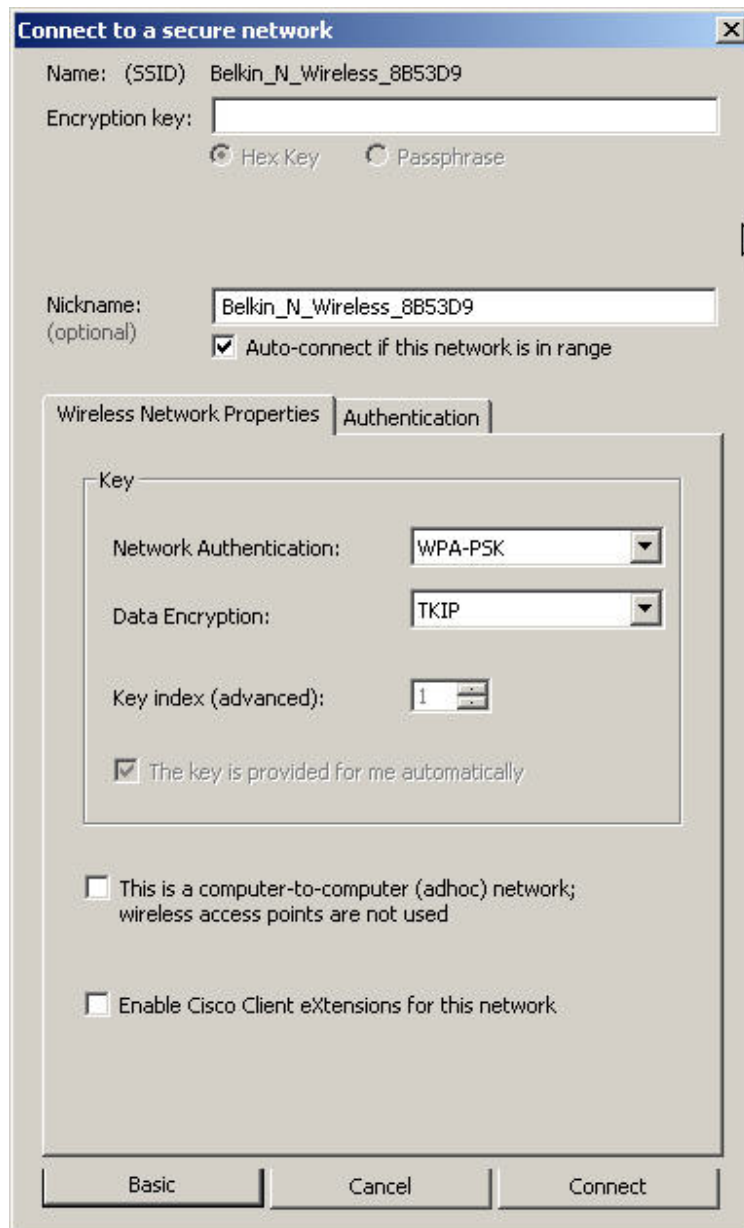 Connect to a secure network
Name: (SSID) Belkin_N_Wireless_8B53D9
Encryption key:
Hex Key Passphrase
Nickname: Belkin_N_Wireless_8B53D9
(optional)
Auto-connect if this network is in range
Wireless Network Properties Authentication
Key
Network Authentication: WPA-PSK
Data Encryption: TKIP
Key index (advanced): 1
The key is provided for me automatically
This is a computer-to-computer (adhoc) network;
wireless access points are not used
Enable Cisco Client eXtensions for this network
Basic Cancel Connect